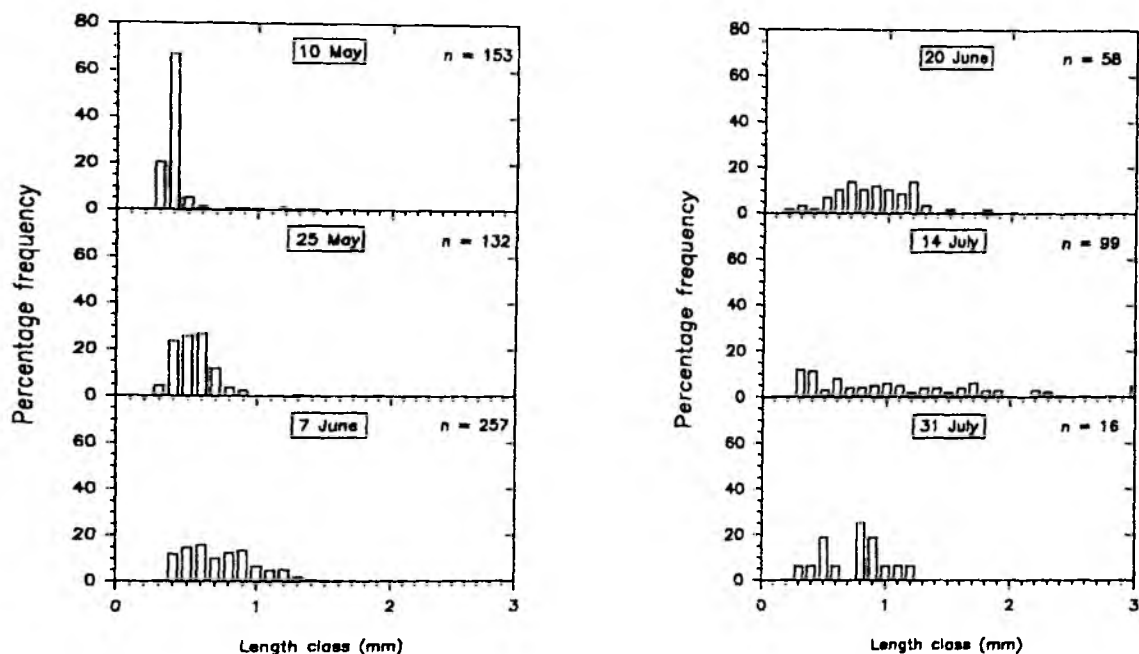 80
60
40
20
0
10 May
n = 153
60
40
20
0
25 May
n = 132
60
40
20
0
7 June
n = 257
0
1
2
3
Percentage frequency
Length class (mm)
80
60
40
20
0
20 June
n = 58
60
40
20
0
14 July
n = 99
60
40
20
0
31 July
n = 16
0
1
2
3
Percentage frequency
Length class (mm)